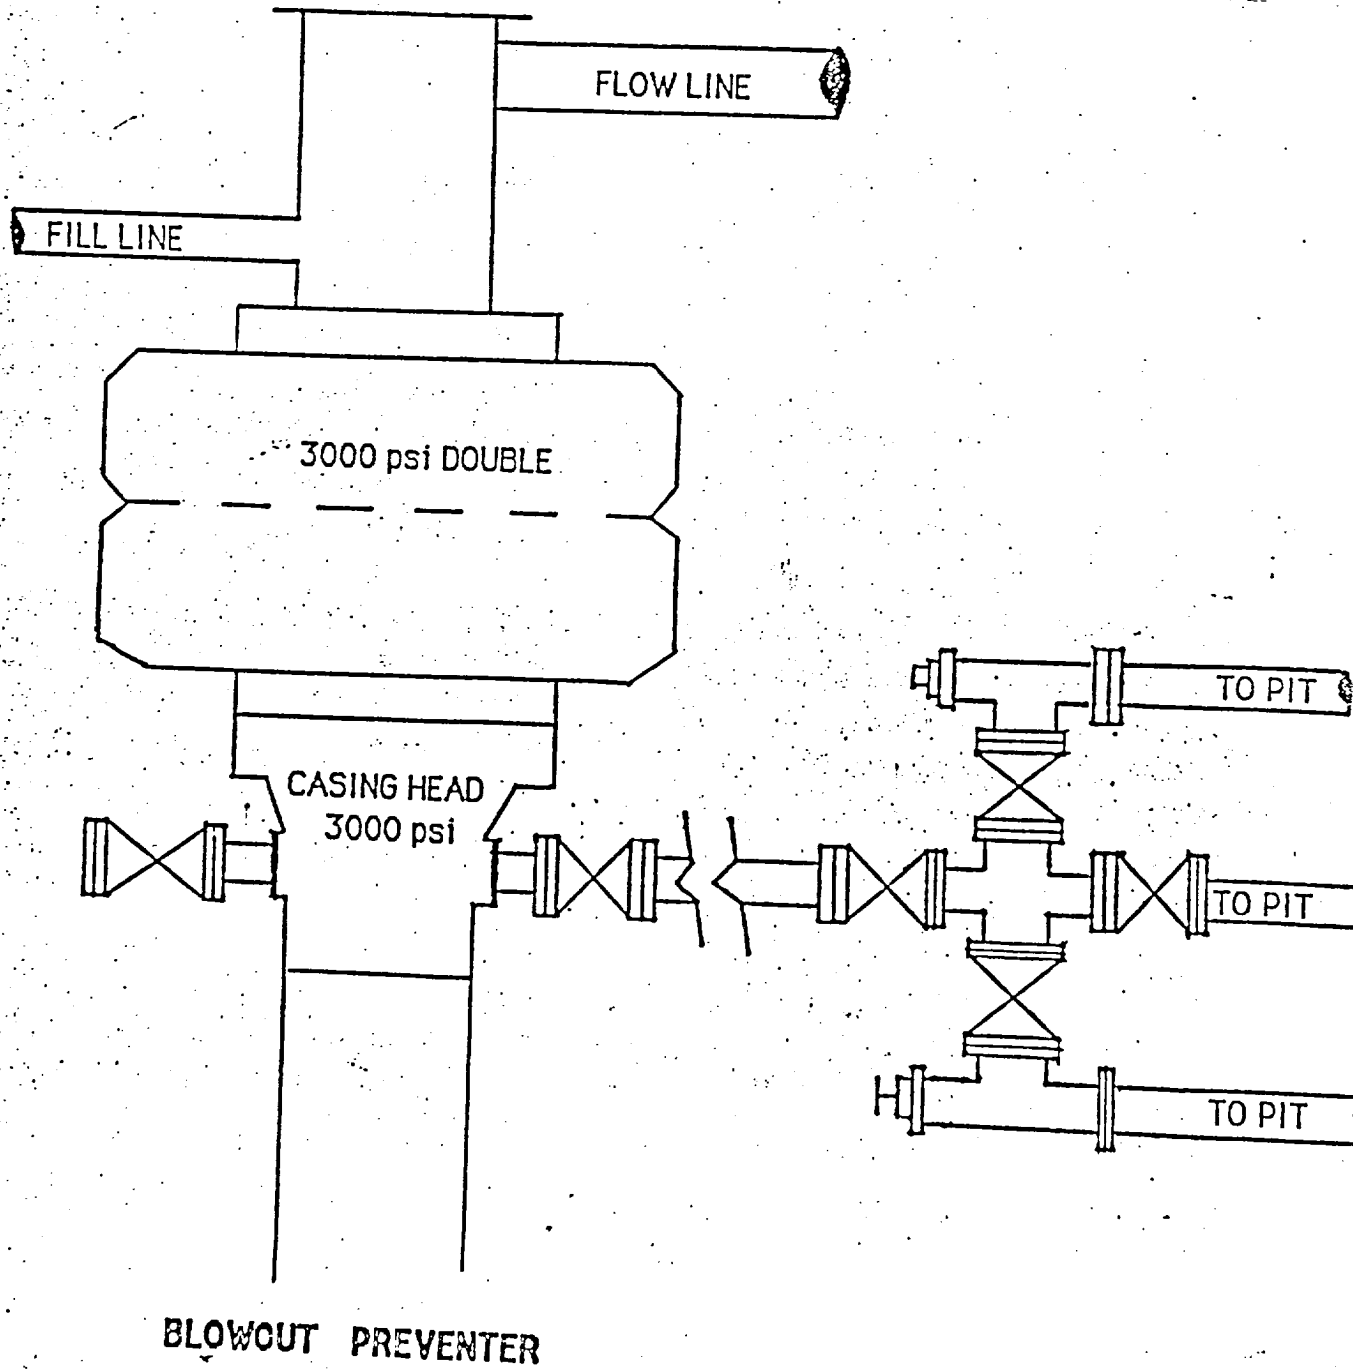 FLOW LINE
FILL LINE
3000 psi DOUBLE
TO PIT
CASING HEAD
3000 psi
TO PIT
TO PIT
BLOWOUT PREVENTER